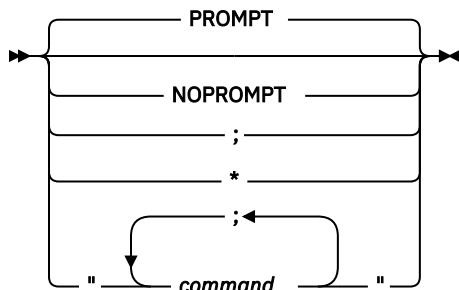 PROMPT
NOPROMPT
;
*
;
" command "